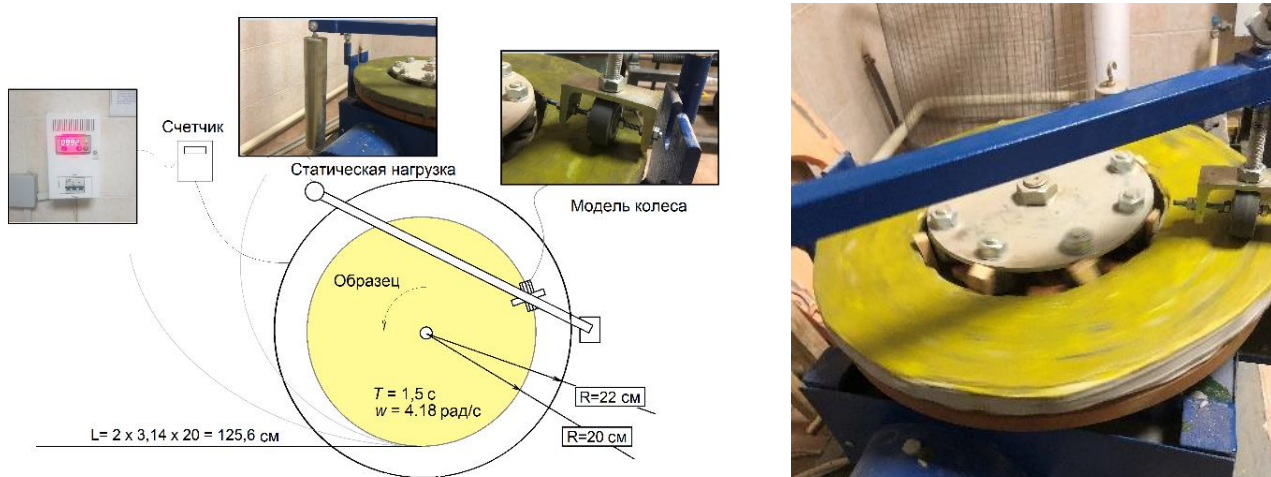 Счетчик
Статическая нагрузка
Модель колеса
Образец
T = 1,5 с
w = 4.18 рад/с
R=22 см
R=20 см
L= 2 x 3,14 x 20 = 125,6 см